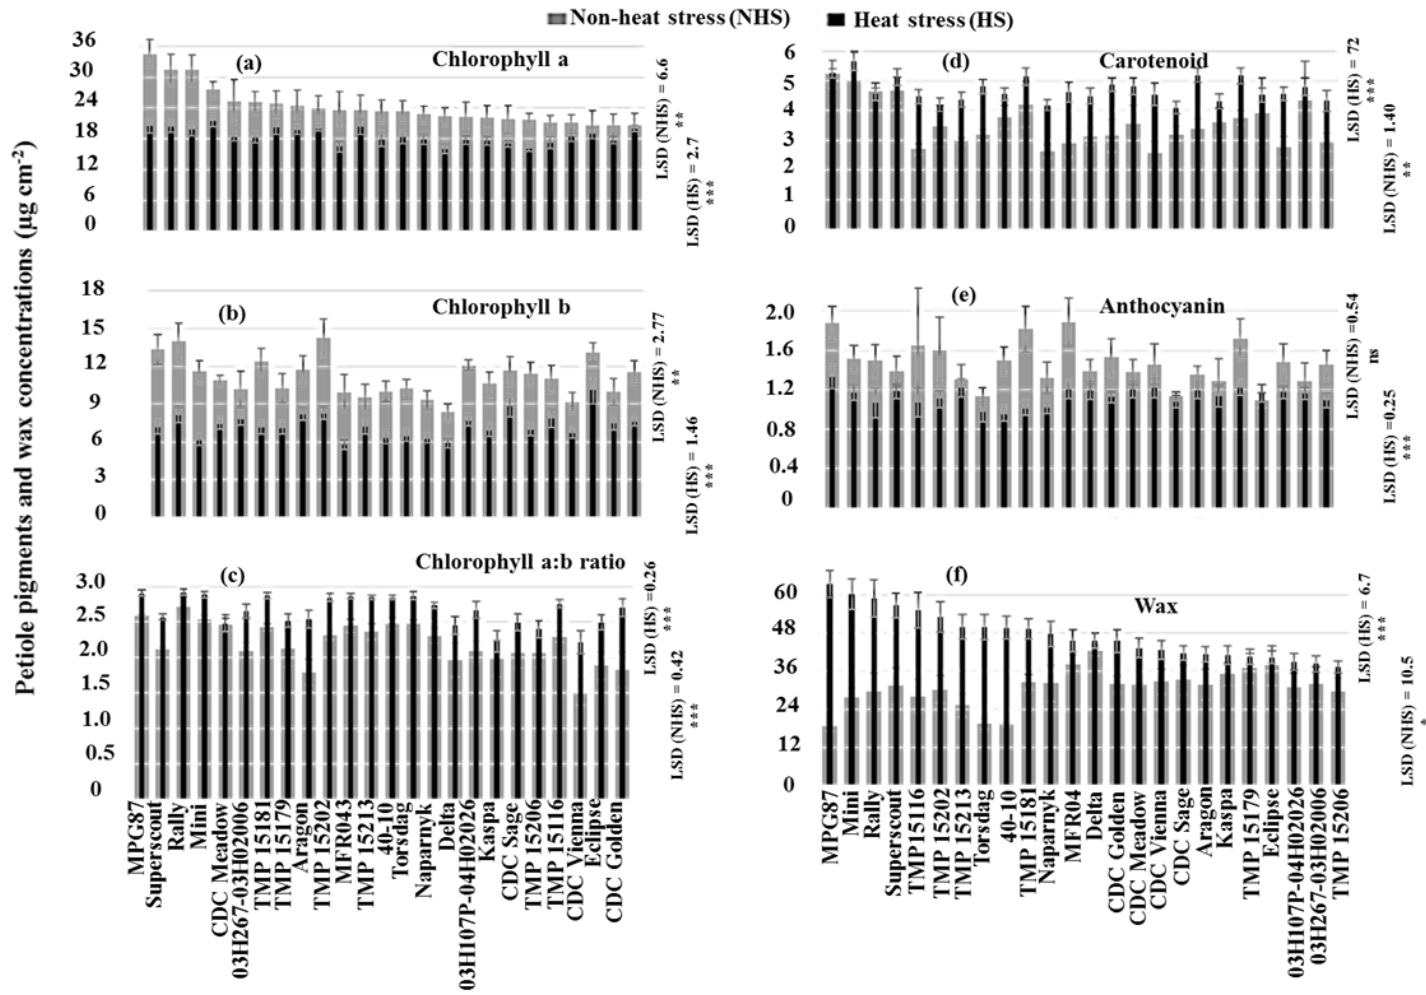 Non-heat stress (NHS)
Heat stress (HS)
Petiole pigments and wax concentrations (µg cm-2)
36
30
24
18
12
6
0
(a)
Chlorophyll a
LSD (NHS) = 6.6
**
LSD (HS) = 2.7
***
6
5
4
3
2
1
0
(d)
Carotenoid
LSD (HS) = 72
***
LSD (NHS) = 1.40
**
18
15
12
9
6
3
0
(b)
Chlorophyll b
LSD (NHS) = 2.77
**
LSD (HS) = 1.46
***
2.0
1.6
1.2
0.8
0.4
0
(e)
Anthocyanin
LSD (NHS) =0.54
ns
LSD (HS) =0.25
***
3.0
2.5
2.0
1.5
1.0
0.5
0
(c)
Chlorophyll a:b ratio
LSD (HS) =0.26
***
LSD (NHS) = 0.42
***
60
48
36
24
12
0
(f)
Wax
LSD (HS) = 6.7
***
LSD (NHS) = 10.5
*
MPG87
Superscout
Rally
Mini
CDC Meadow
03H267-03H02006
TMP 15181
TMP 15179
Aragon
TMP 15202
MFR043
TMP 15213
40-10
Torsdag
Naparnyk
Delta
03H107P-04H02026
Kaspa
CDC Sage
TMP 15206
TMP 15116
CDC Vienna
Eclipse
CDC Golden
MPG87
Mini
Rally
Superscout
TMP15116
TMP 15202
TMP 15213
Torsdag
40-10
TMP 15181
Naparnyk
MFR04
Delta
CDC Golden
CDC Meadow
CDC Vienna
CDC Sage
Aragon
Kaspa
TMP 15179
Eclipse
03H107P-04H02026
03H267-03H02006
TMP 15206